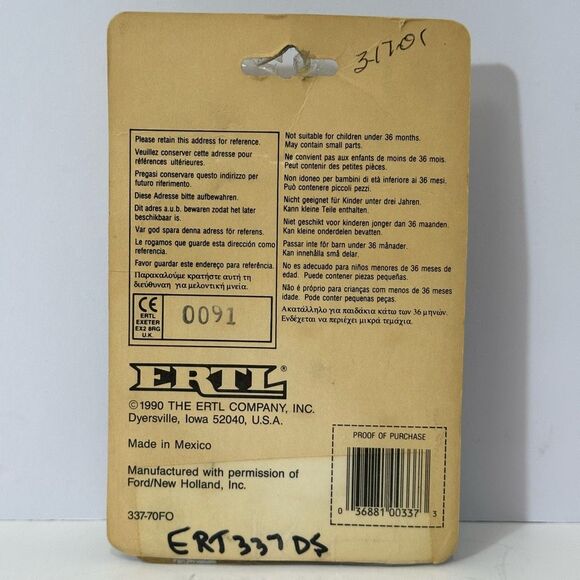 3-17-01
Please retain this address for reference.
Veuillez conserver cette adresse pour
références ultérieures.
Pregasi conservare questo indirizzo per
futuro riferimento.
Diese Adresse bitte aufbewahren.
Dit adres a.u.b. bewaren zodat het later
beschikbaar is.
Var god spara denna adress för referens.
Le rogamos que guarde esta dirección como
referencia.
Favor guardar este endereço para referência.
Παρακαλούμε κρατήστε αυτή τη
διεύθυνση για μελοντική μνεία.
CE
ERTL
EXETER
EX2 8RG
U.K.
0091
Not suitable for children under 36 months.
May contain small parts.
Ne convient pas aux enfants de moins de 36 mois.
Peut contenir des petites pièces.
Non idoneo per bambini di età inferiore ai 36 mesi.
Può contenere piccoli pezzi.
Nicht geeignet für Kinder unter drei Jahren.
Kann kleine Teile enthalten.
Niet geschikt voor kinderen jonger dan 36 maanden.
Kan kleine onderdelen bevatten.
Passar inte för barn under 36 månader.
Kan innehålla små delar.
No es adecuado para niños menores de 36 meses de
edad. Puede contener piezas pequeñas.
Não é próprio para crianças com menos de 36 meses
idade. Pode conter pequenas peças.
Ακατάλληλο για παιδάκια κάτω των 36 μηνών.
Ενδέχεται να περιέχει μικρά τεμάχια.
ERTL®
©1990 THE ERTL COMPANY, INC.
Dyersville, Iowa 52040, U.S.A.
Made in Mexico
Manufactured with permission of
Ford/New Holland, Inc.
337-70FO
PROOF OF PURCHASE
0 36881 00337 3
ERT337DS